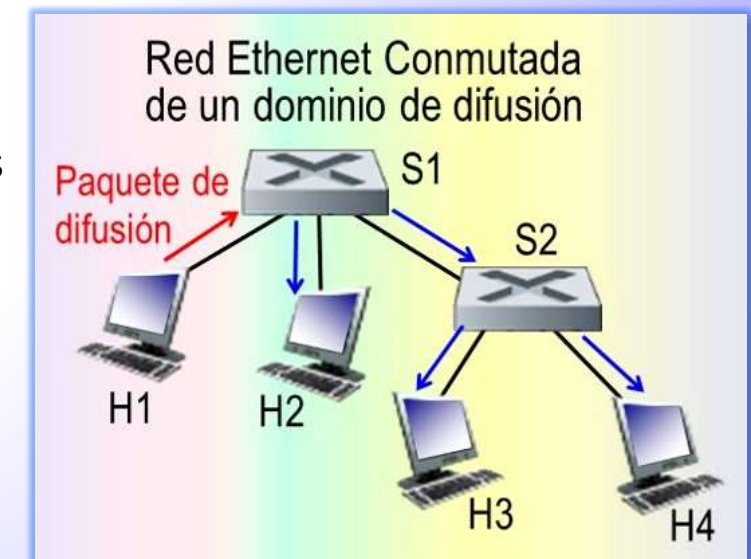 Red Ethernet Conmutada
de un dominio de difusión
S1
Paquete de
difusión
S2
H1
H2
H3
H4